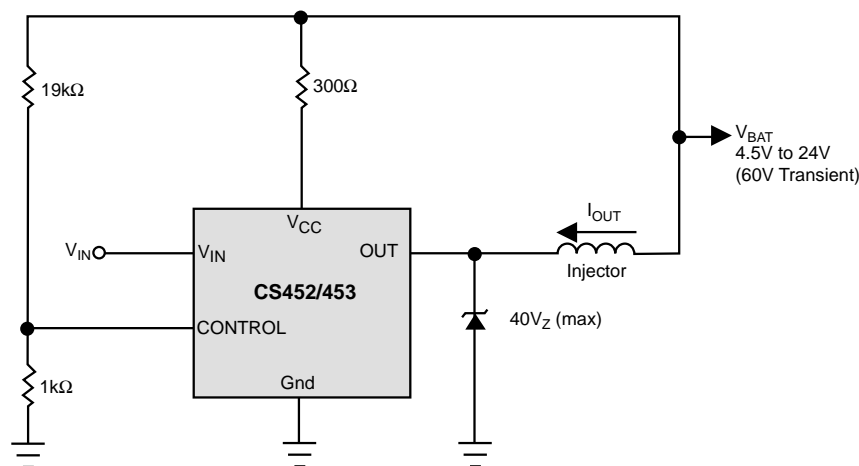 19kΩ
300Ω
V_BAT
4.5V to 24V
(60V Transient)
V_CC
I_OUT
V_IN
V_IN
OUT
Injector
CS452/453
40V_Z (max)
CONTROL
1kΩ
Gnd